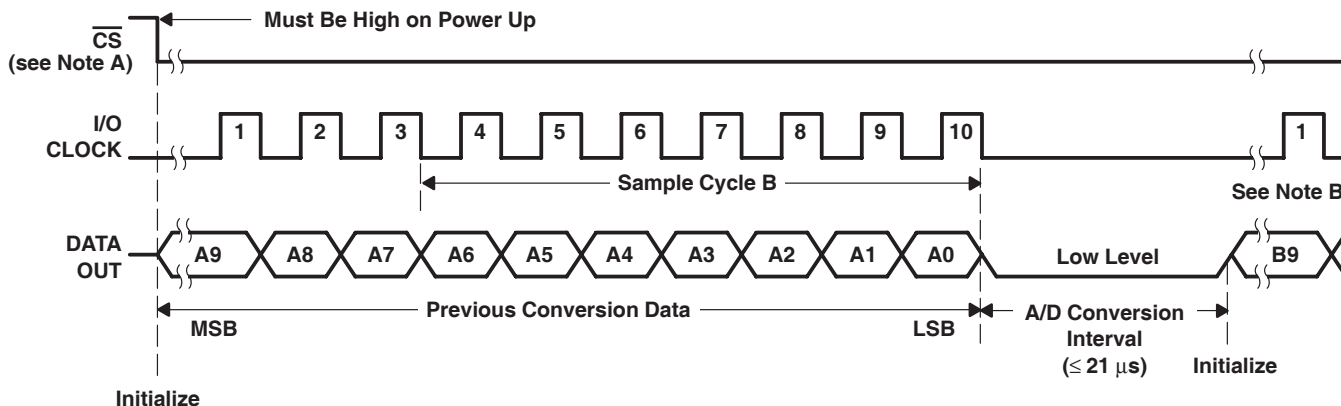 Must Be High on Power Up
CS
(see Note A)
I/O
CLOCK
1 2 3 4 5 6 7 8 9 10 1
Sample Cycle B
See Note B
DATA
OUT
A9 A8 A7 A6 A5 A4 A3 A2 A1 A0 Low Level B9
Previous Conversion Data
MSB LSB
A/D Conversion
Interval
(≤ 21 μs)
Initialize
Initialize